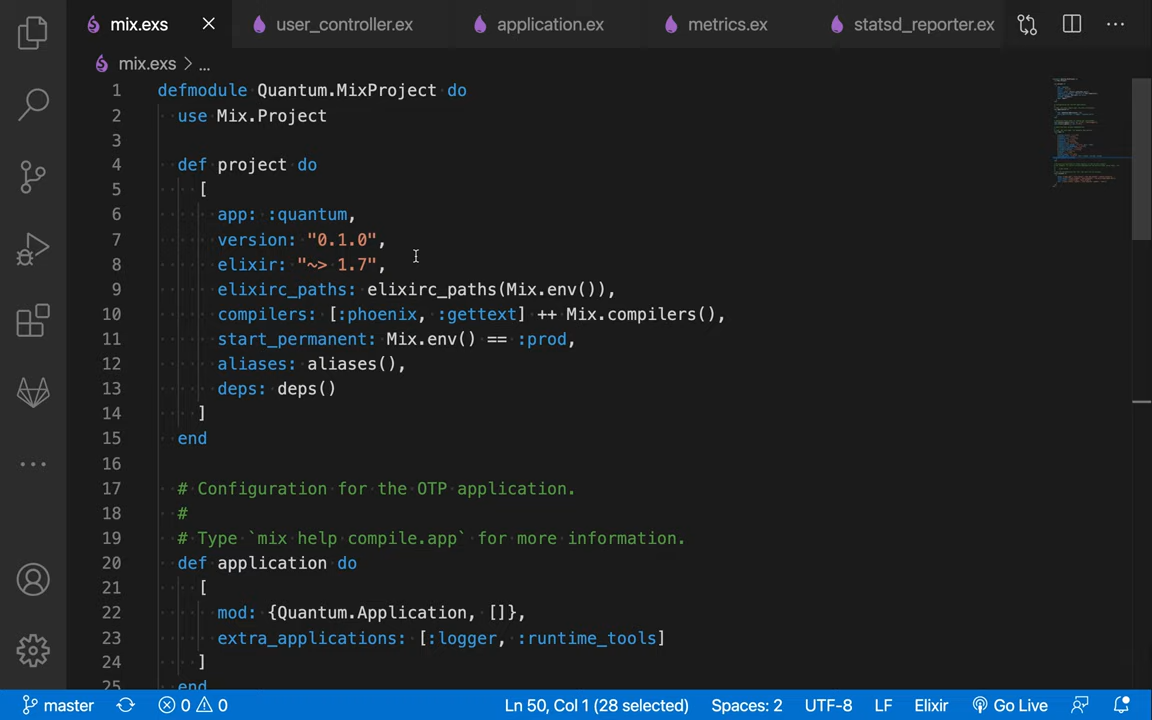 mix.exs user_controller.ex application.ex metrics.ex statsd_reporter.ex
mix.exs > ...
1 defmodule Quantum.MixProject do
2 use Mix.Project
3
4 def project do
5 [
6 app: :quantum,
7 version: "0.1.0",
8 elixir: "~> 1.7",
9 elixirc_paths: elixirc_paths(Mix.env()),
10 compilers: [:phoenix, :gettext] ++ Mix.compilers(),
11 start_permanent: Mix.env() == :prod,
12 aliases: aliases(),
13 deps: deps()
14 ]
15 end
16
17 # Configuration for the OTP application.
18 #
19 # Type `mix help compile.app` for more information.
20 def application do
21 [
22 mod: {Quantum.Application, []},
23 extra_applications: [:logger, :runtime_tools]
24 ]
25 end
master 0 0 Ln 50, Col 1 (28 selected) Spaces: 2 UTF-8 LF Elixir Go Live